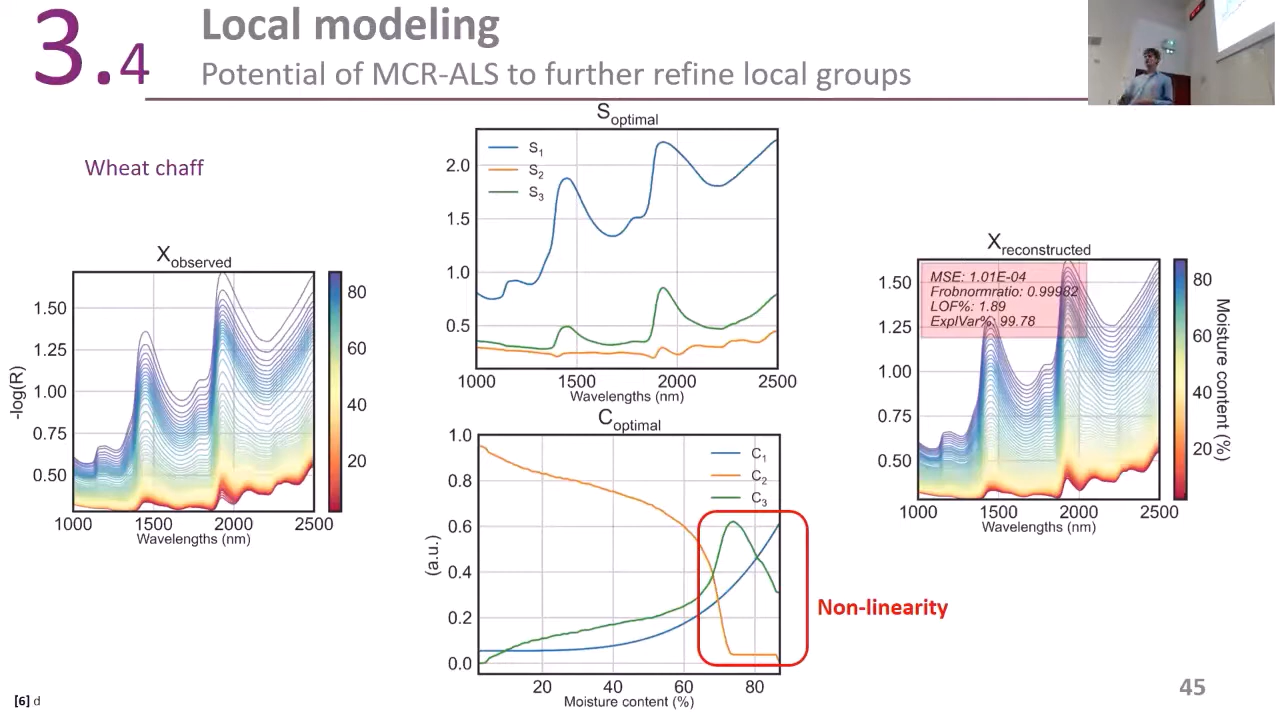 3.4
Local modeling
Potential of MCR-ALS to further refine local groups
Wheat chaff
X observed
-log(R)
1.50
1.25
1.00
0.75
0.50
1000 1500 2000 2500
Wavelengths (nm)
80
60
40
20
S optimal
S1
S2
S3
2.0
1.5
1.0
0.5
1000 1500 2000 2500
Wavelengths (nm)
C optimal
C1
C2
C3
(a.u.)
1.0
0.8
0.6
0.4
0.2
0.0
20 40 60 80
Moisture content (%)
Non-linearity
X reconstructed
MSE: 1.01E-04
Frobnormratio: 0.99982
LOF%: 1.89
ExplVar%: 99.78
1.50
1.25
1.00
0.75
0.50
1000 1500 2000 2500
Wavelengths (nm)
80
60
40
20
Moisture content (%)
[6] d
45